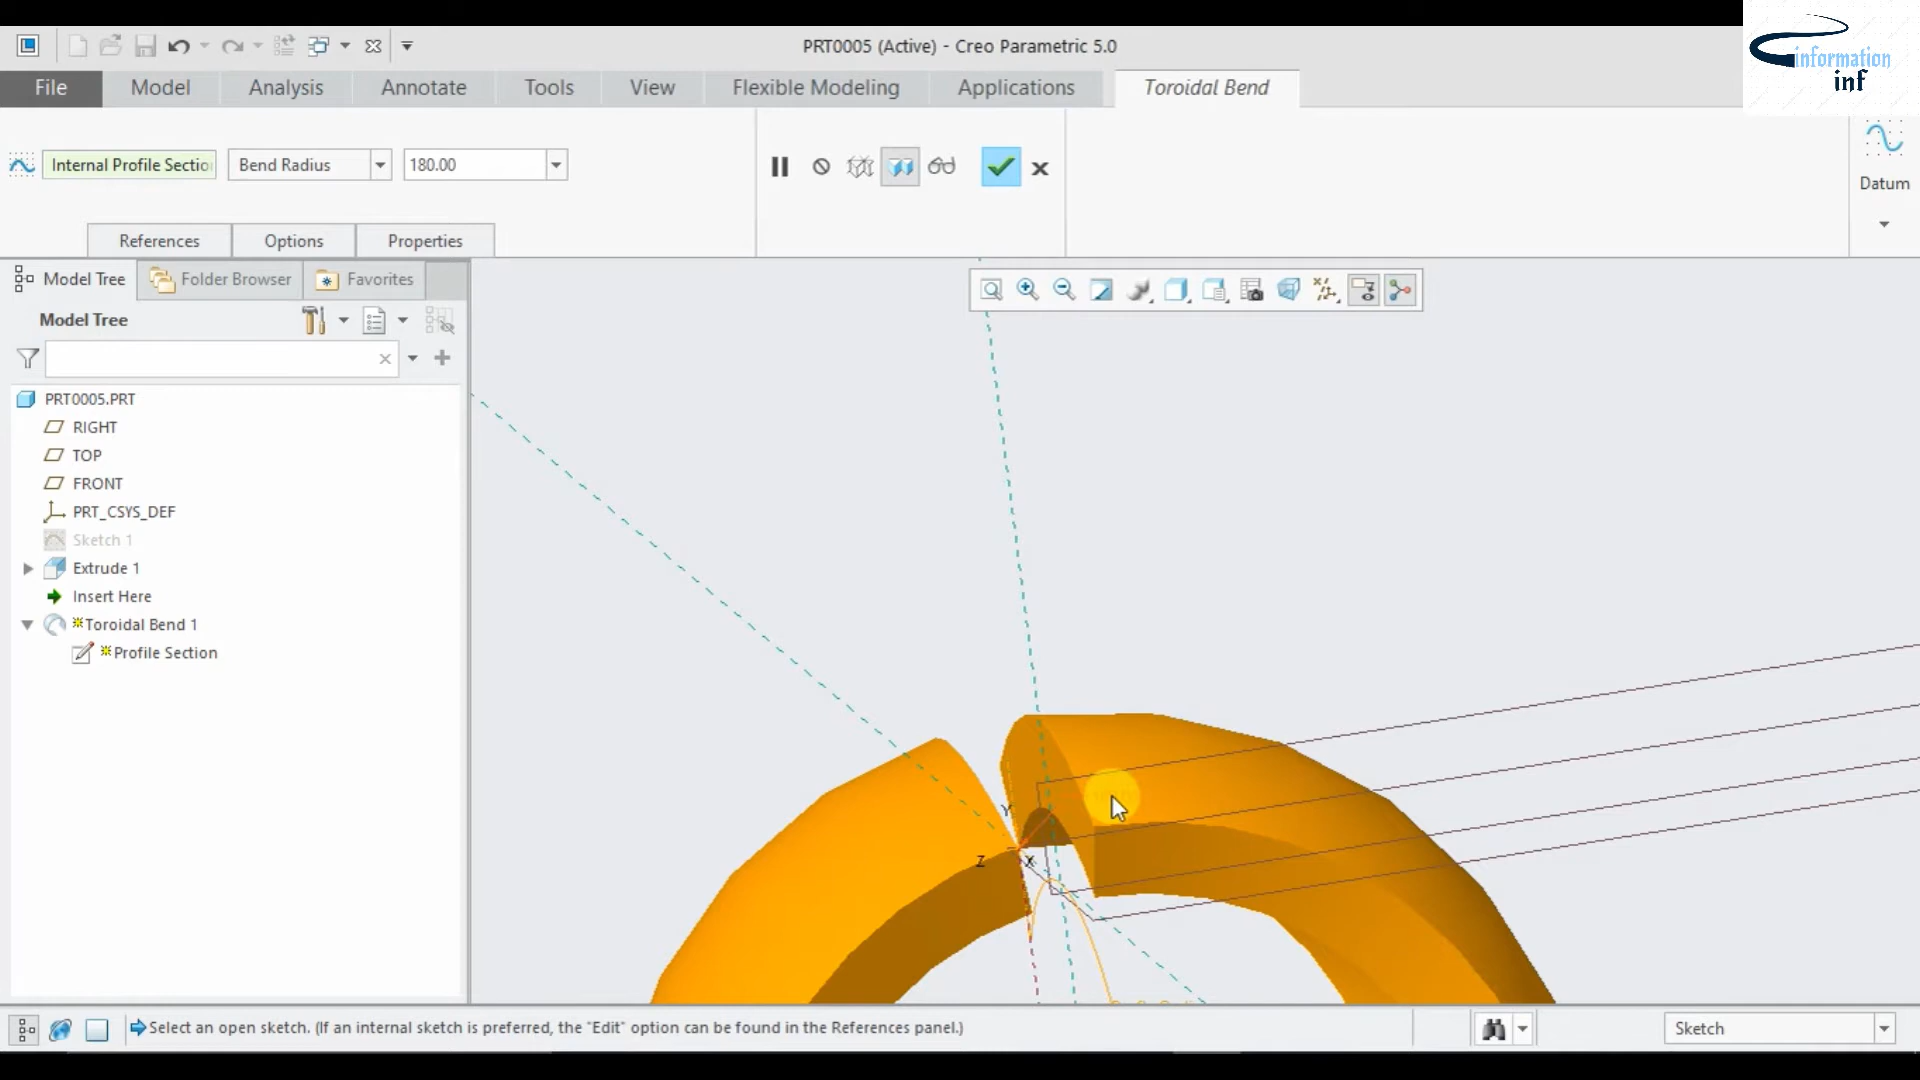 PRT0005 (Active) - Creo Parametric 5.0
information
inf
File Model Analysis Annotate Tools View Flexible Modeling Applications Toroidal Bend
Internal Profile Sectio Bend Radius 180.00
Datum
References Options Properties
Model Tree Folder Browser Favorites
Model Tree
PRT0005.PRT
RIGHT
TOP
FRONT
PRT_CSYS_DEF
Sketch 1
Extrude 1
Insert Here
Toroidal Bend 1
Profile Section
Y
Z X
Select an open sketch. (If an internal sketch is preferred, the "Edit" option can be found in the References panel.)
Sketch